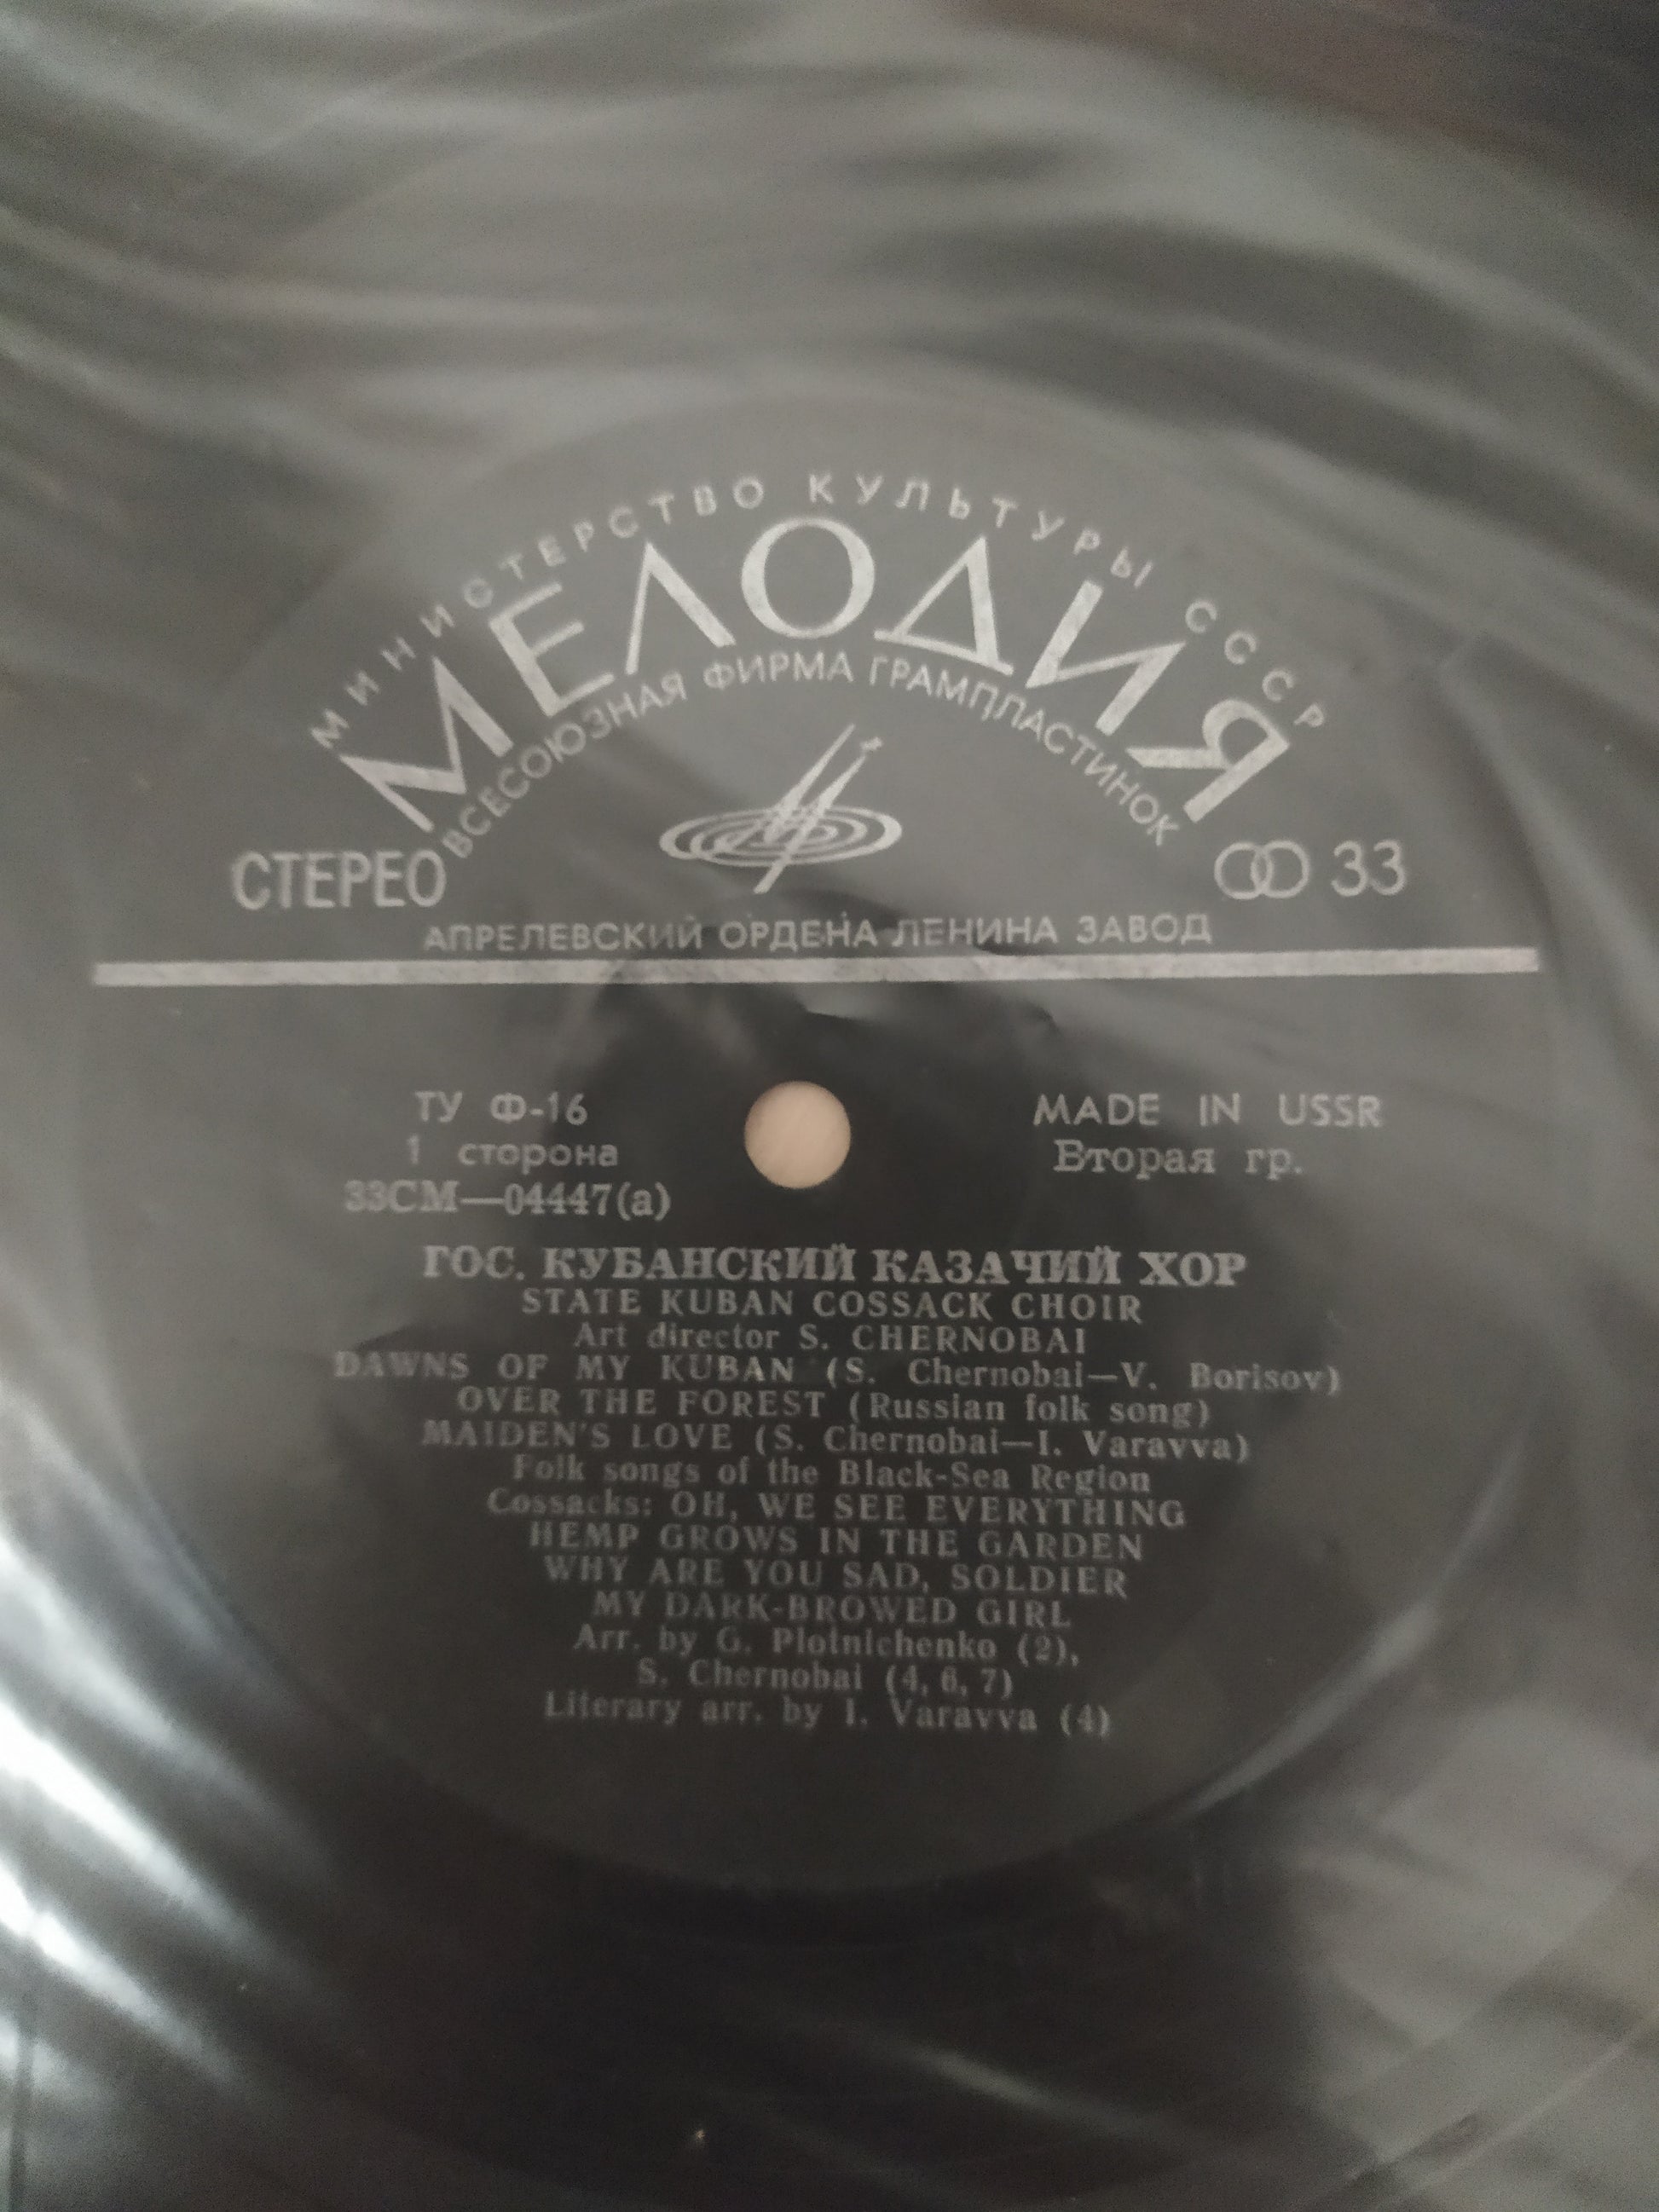 МИНИСТЕРСТВО КУЛЬТУРЫ СССР
МЕЛОДИЯ
ВСЕСОЮЗНАЯ ФИРМА ГРАМПЛАСТИНОК
СТЕРЕО
33
АПРЕЛЕВСКИЙ ОРДЕНА ЛЕНИНА ЗАВОД
ТУ Ф-16
MADE IN USSR
1 сторона
Вторая гр.
33СМ—04447(а)
ГОС. КУБАНСКИЙ КАЗАЧИЙ ХОР
STATE KUBAN COSSACK CHOIR
Art director S. CHERNOBAI
DAWNS OF MY KUBAN (S. Chernobai—V. Borisov)
OVER THE FOREST (Russian folk song)
MAIDEN'S LOVE (S. Chernobai—I. Varavva)
Folk songs of the Black-Sea Region
Cossacks: OH, WE SEE EVERYTHING
HEMP GROWS IN THE GARDEN
WHY ARE YOU SAD, SOLDIER
MY DARK-BROWED GIRL
Arr. by G. Plotnichenko (2),
S. Chernobai (4, 6, 7)
Literary arr. by I. Varavva (4)